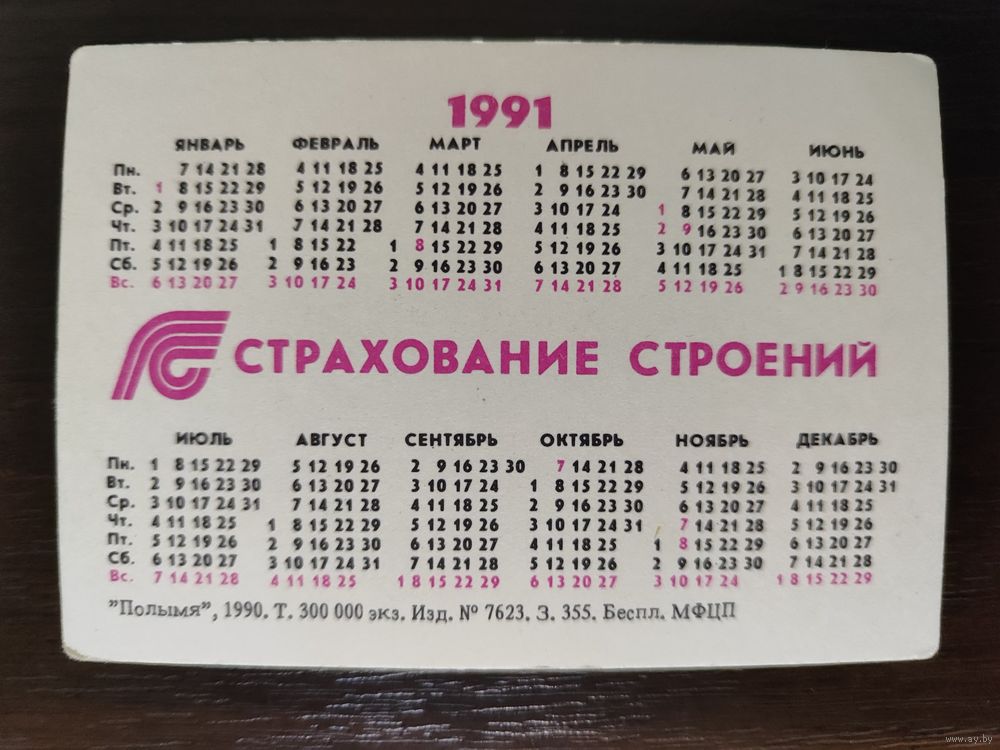 1991
ЯНВАРЬ ФЕВРАЛЬ МАРТ АПРЕЛЬ МАЙ ИЮНЬ
Пн. 7 14 21 28 4 11 18 25 4 11 18 25 1 8 15 22 29 6 13 20 27 3 10 17 24
Вт. 1 8 15 22 29 5 12 19 26 5 12 19 26 2 9 16 23 30 7 14 21 28 4 11 18 25
Ср. 2 9 16 23 30 6 13 20 27 6 13 20 27 3 10 17 24 1 8 15 22 29 5 12 19 26
Чт. 3 10 17 24 31 7 14 21 28 7 14 21 28 4 11 18 25 2 9 16 23 30 6 13 20 27
Пт. 4 11 18 25 1 8 15 22 1 8 15 22 29 5 12 19 26 3 10 17 24 31 7 14 21 28
Сб. 5 12 19 26 2 9 16 23 2 9 16 23 30 6 13 20 27 4 11 18 25 1 8 15 22 29
Вс. 6 13 20 27 3 10 17 24 3 10 17 24 31 7 14 21 28 5 12 19 26 2 9 16 23 30
СТРАХОВАНИЕ СТРОЕНИЙ
ИЮЛЬ АВГУСТ СЕНТЯБРЬ ОКТЯБРЬ НОЯБРЬ ДЕКАБРЬ
Пн. 1 8 15 22 29 5 12 19 26 2 9 16 23 30 7 14 21 28 4 11 18 25 2 9 16 23 30
Вт. 2 9 16 23 30 6 13 20 27 3 10 17 24 1 8 15 22 29 5 12 19 26 3 10 17 24 31
Ср. 3 10 17 24 31 7 14 21 28 4 11 18 25 2 9 16 23 30 6 13 20 27 4 11 18 25
Чт. 4 11 18 25 1 8 15 22 29 5 12 19 26 3 10 17 24 31 7 14 21 28 5 12 19 26
Пт. 5 12 19 26 2 9 16 23 30 6 13 20 27 4 11 18 25 1 8 15 22 29 6 13 20 27
Сб. 6 13 20 27 3 10 17 24 31 7 14 21 28 5 12 19 26 2 9 16 23 30 7 14 21 28
Вс. 7 14 21 28 4 11 18 25 1 8 15 22 29 6 13 20 27 3 10 17 24 1 8 15 22 29
"Полымя", 1990. Т. 300 000 экз. Изд. № 7623. З. 355. Беспл. МФЦП
www.ay.by